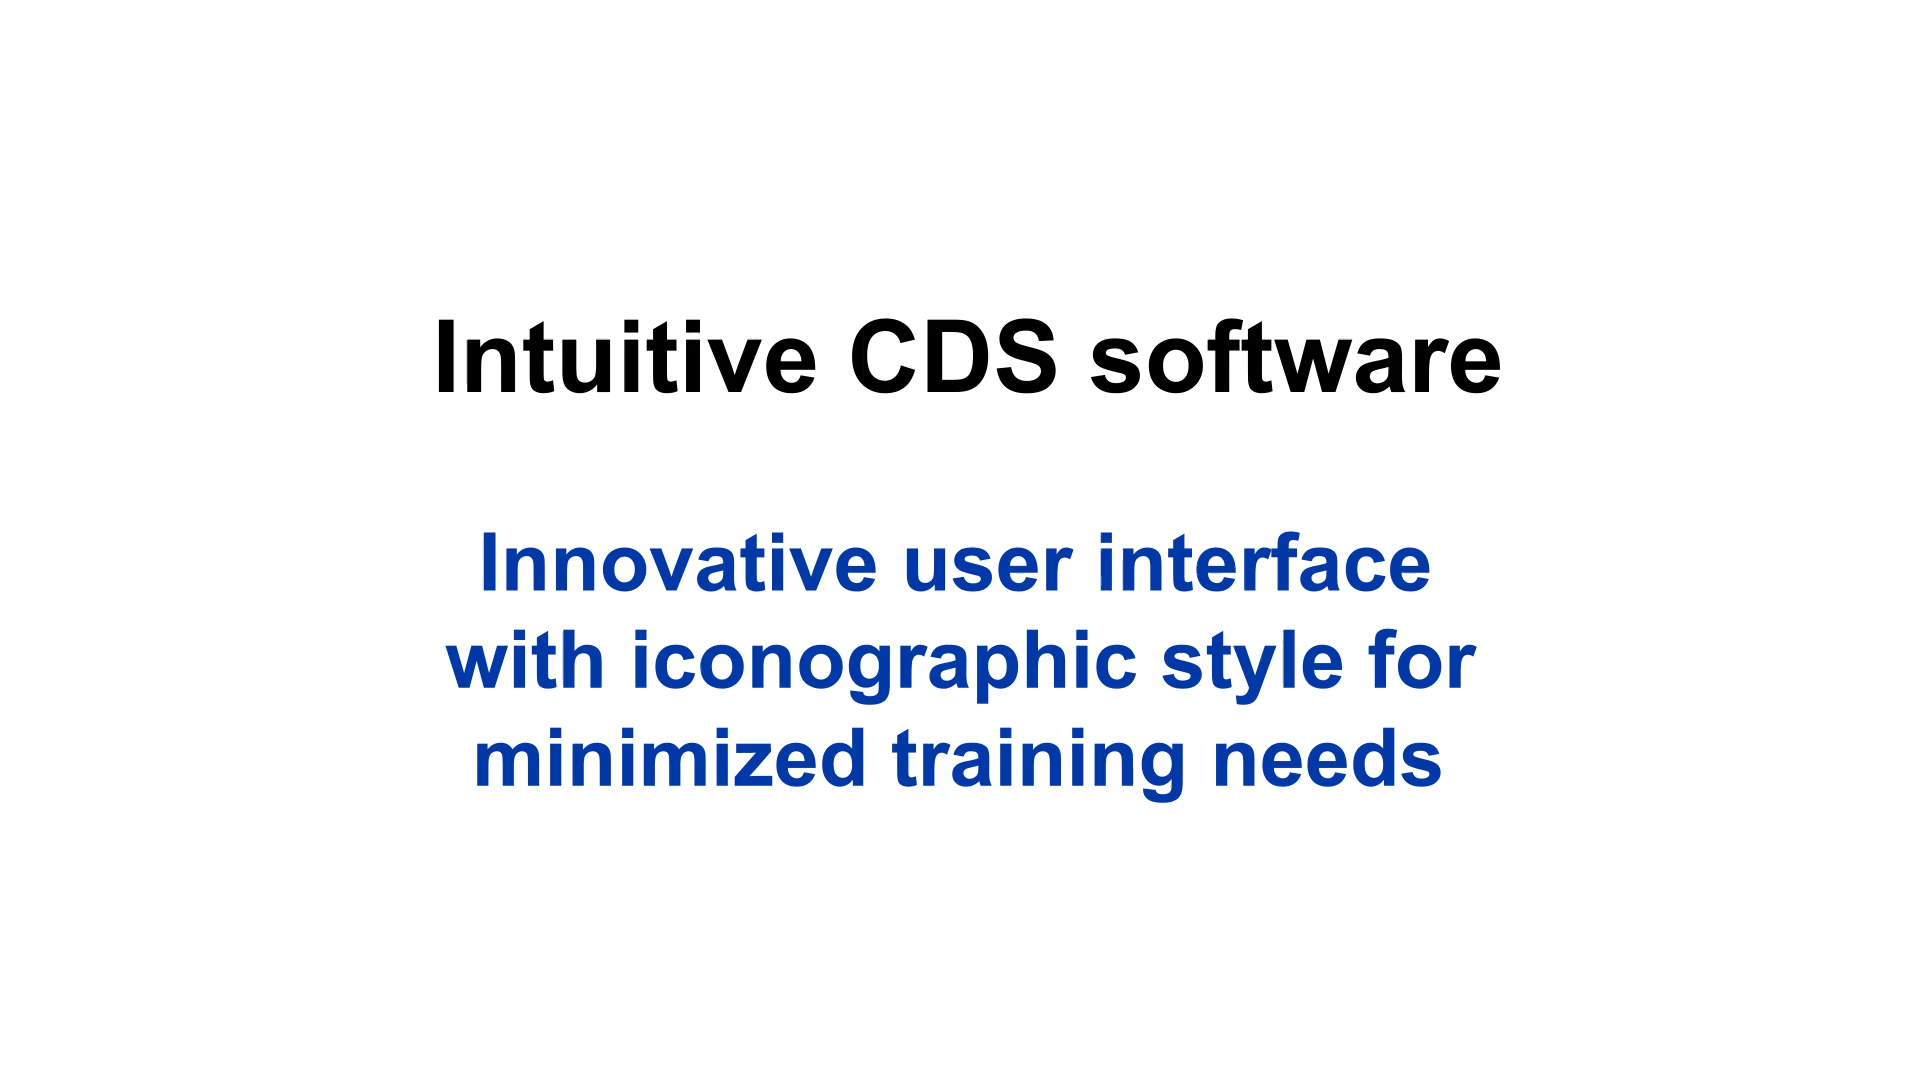 Intuitive CDS software
Innovative user interface
with iconographic style for
minimized training needs